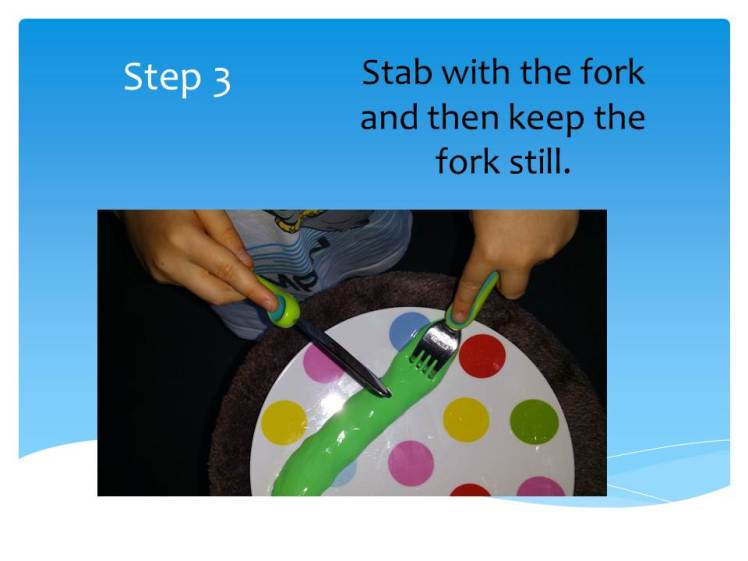 Step 3
Stab with the fork
and then keep the
fork still.